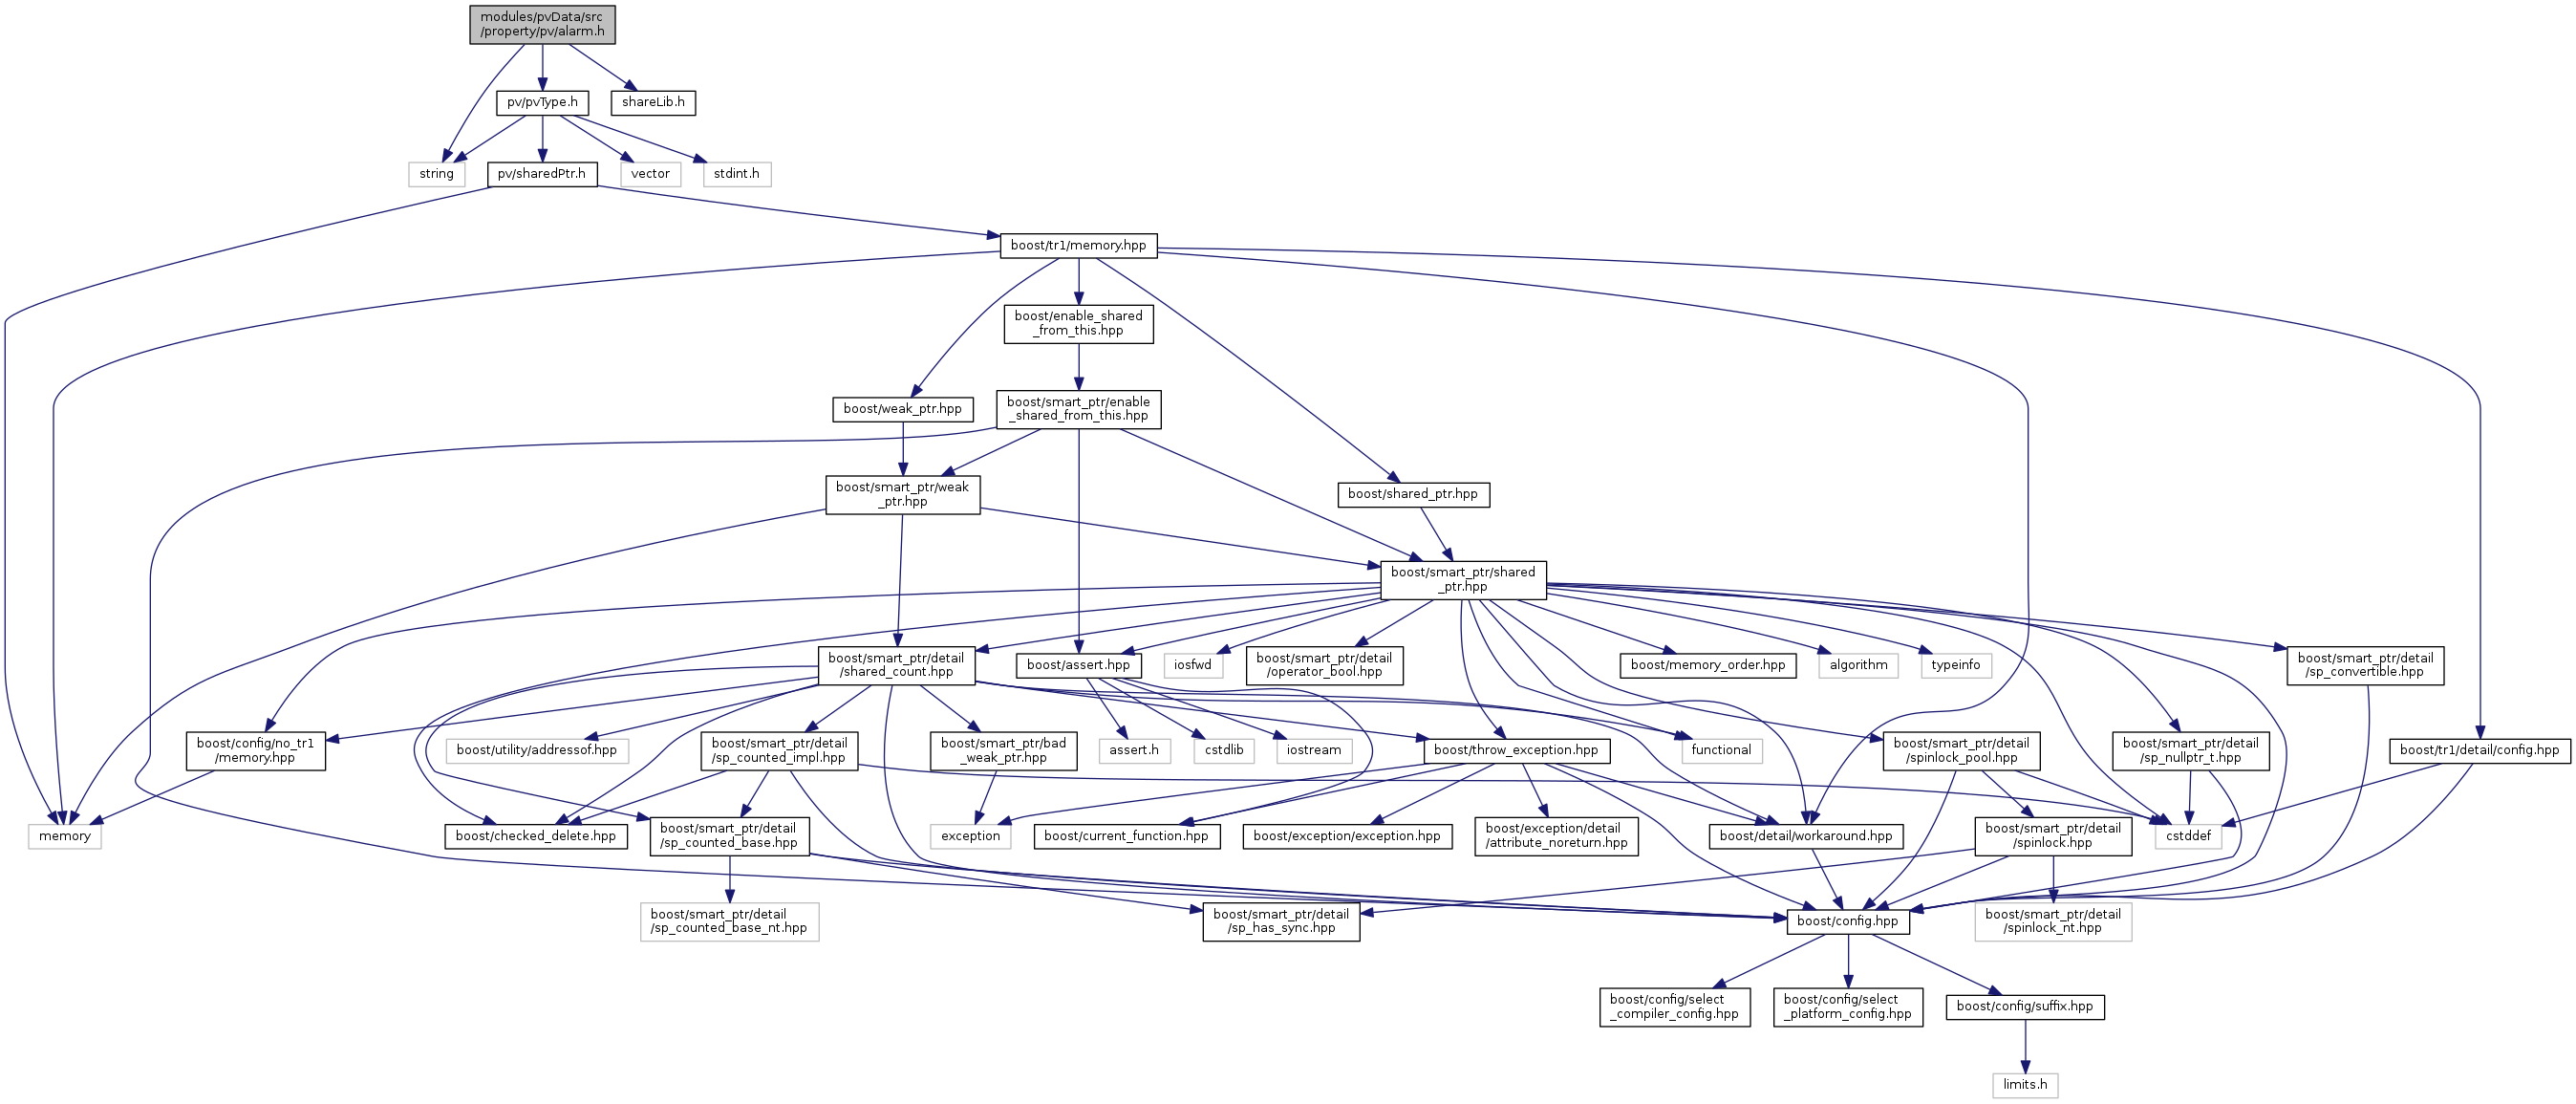 modules/pvData/src
/property/pv/alarm.h
pv/pvType.h
shareLib.h
string
pv/sharedPtr.h
vector
stdint.h
boost/tr1/memory.hpp
boost/enable_shared
_from_this.hpp
boost/weak_ptr.hpp
boost/smart_ptr/enable
_shared_from_this.hpp
boost/smart_ptr/weak
_ptr.hpp
boost/shared_ptr.hpp
boost/smart_ptr/shared
_ptr.hpp
boost/smart_ptr/detail
/shared_count.hpp
boost/assert.hpp
iosfwd
boost/smart_ptr/detail
/operator_bool.hpp
boost/memory_order.hpp
algorithm
typeinfo
boost/smart_ptr/detail
/sp_convertible.hpp
boost/config/no_tr1
/memory.hpp
boost/utility/addressof.hpp
boost/smart_ptr/detail
/sp_counted_impl.hpp
boost/smart_ptr/bad
_weak_ptr.hpp
assert.h
cstdlib
iostream
boost/throw_exception.hpp
functional
boost/smart_ptr/detail
/spinlock_pool.hpp
boost/smart_ptr/detail
/sp_nullptr_t.hpp
boost/tr1/detail/config.hpp
memory
boost/checked_delete.hpp
boost/smart_ptr/detail
/sp_counted_base.hpp
exception
boost/current_function.hpp
boost/exception/exception.hpp
boost/exception/detail
/attribute_noreturn.hpp
boost/detail/workaround.hpp
boost/smart_ptr/detail
/spinlock.hpp
cstddef
boost/smart_ptr/detail
/sp_counted_base_nt.hpp
boost/smart_ptr/detail
/sp_has_sync.hpp
boost/config.hpp
boost/smart_ptr/detail
/spinlock_nt.hpp
boost/config/select
_compiler_config.hpp
boost/config/select
_platform_config.hpp
boost/config/suffix.hpp
limits.h